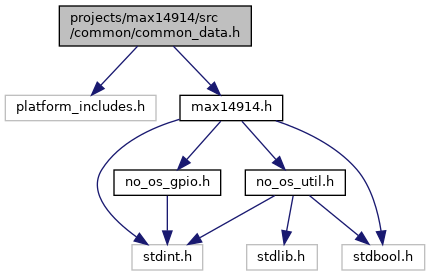 projects/max14914/src
/common/common_data.h
platform_includes.h
max14914.h
no_os_gpio.h
no_os_util.h
stdint.h
stdlib.h
stdbool.h